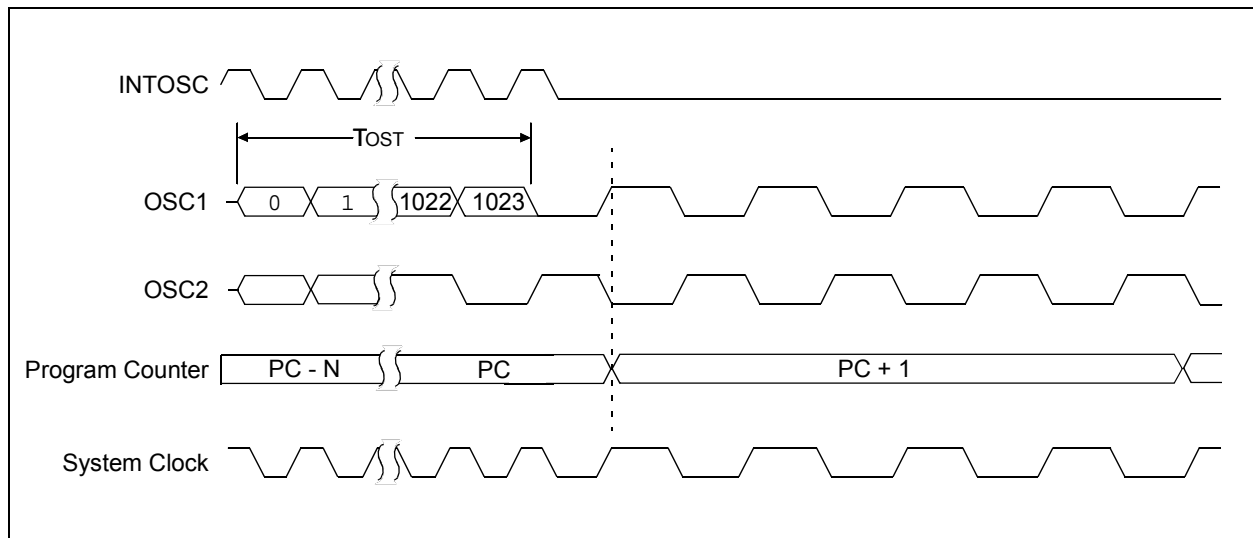 INTOSC
TOST
OSC1
0 1 1022 1023
OSC2
Program Counter
PC - N PC PC + 1
System Clock